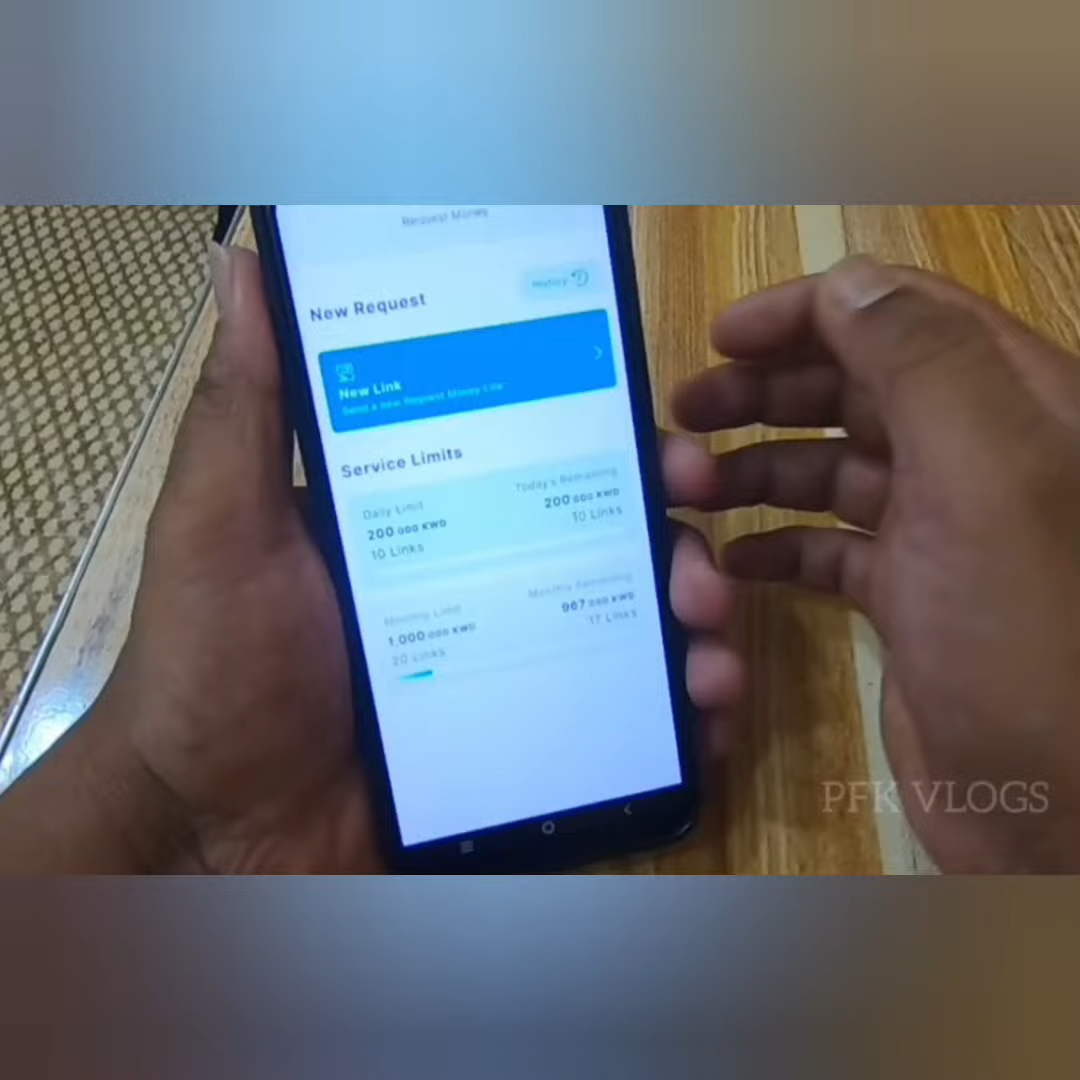 Request Money
History
New Request
New Link
Send a new Request Money Link
Service Limits
Daily Limit
Today's Remaining
200.000 KWD
200.000 KWD
10 Links
10 Links
Monthly Limit
Monthly Remaining
1,000.000 KWD
967.000 KWD
20 Links
17 Links
PFK VLOGS